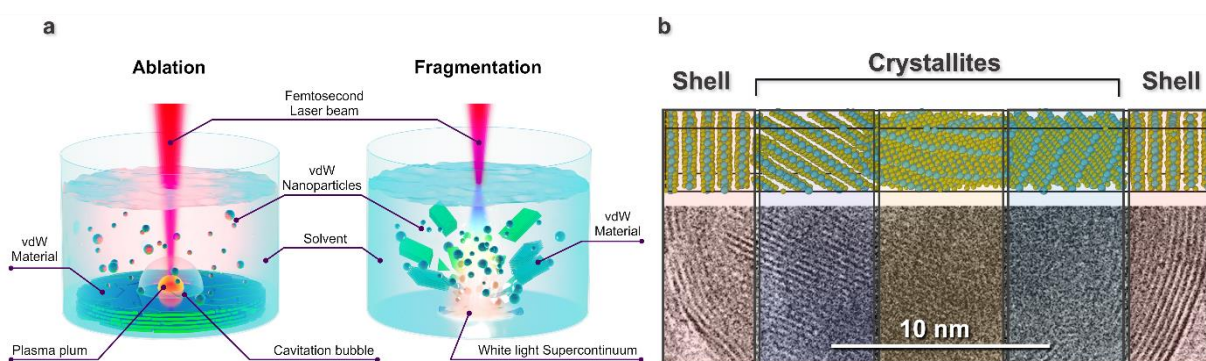 a
Ablation
Fragmentation
Femtosecond
Laser beam
vdW
Nanoparticles
vdW
Material
Solvent
vdW
Material
Plasma plum
Cavitation bubble
White light Supercontinuum
b
Crystallites
Shell
Shell
10 nm